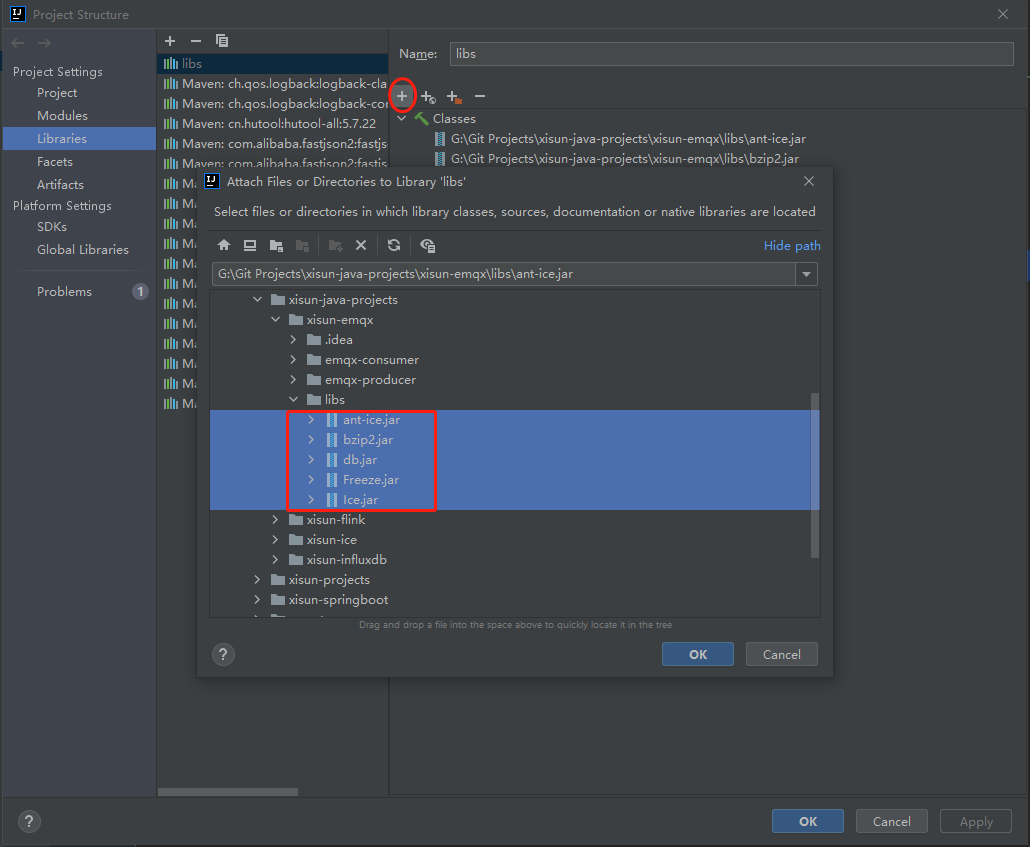 Project Structure
Project Settings
Project
Modules
Libraries
Facets
Artifacts
Platform Settings
SDKs
Global Libraries
Problems 1
libs
Maven: ch.qos.logback:logback-cla
Maven: ch.qos.logback:logback-cor
Maven: cn.hutool:hutool-all:5.7.22
Maven: com.alibaba.fastjson2:fastjs
Maven: com.alibaba.fastjson2:fastjs
Ma
Ma
Ma
Ma
Ma
Ma
Ma
Ma
Ma
Ma
Ma
Ma
Name: libs
Classes
G:\Git Projects\xisun-java-projects\xisun-emqx\libs\ant-ice.jar
G:\Git Projects\xisun-java-projects\xisun-emqx\libs\bzip2.jar
Attach Files or Directories to Library 'libs'
Select files or directories in which library classes, sources, documentation or native libraries are located
Hide path
G:\Git Projects\xisun-java-projects\xisun-emqx\libs\ant-ice.jar
xisun-java-projects
xisun-emqx
.idea
emqx-consumer
emqx-producer
libs
ant-ice.jar
bzip2.jar
db.jar
Freeze.jar
Ice.jar
xisun-flink
xisun-ice
xisun-influxdb
xisun-projects
xisun-springboot
Drag and drop a file into the space above to quickly locate it in the tree
? OK Cancel
? OK Cancel Apply